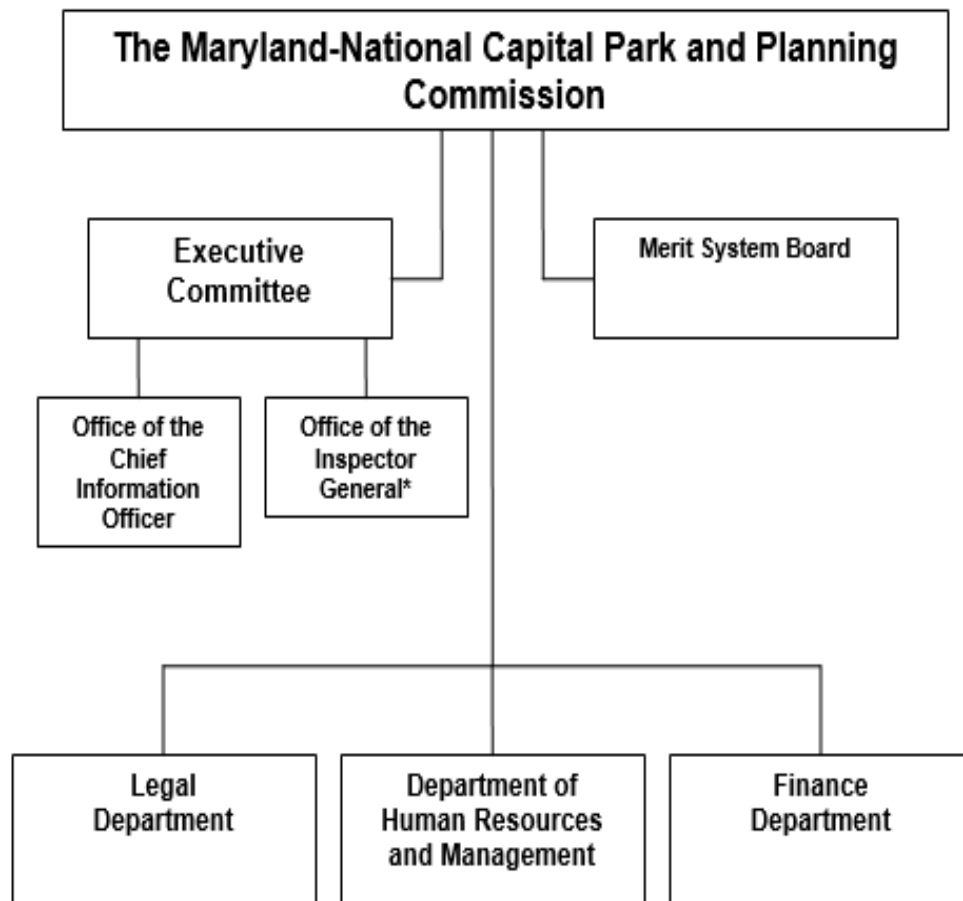 The Maryland-National Capital Park and Planning
Commission
Executive
Committee
Merit System Board
Office of the
Chief
Information
Officer
Office of the
Inspector
General*
Legal
Department
Department of
Human Resources
and Management
Finance
Department